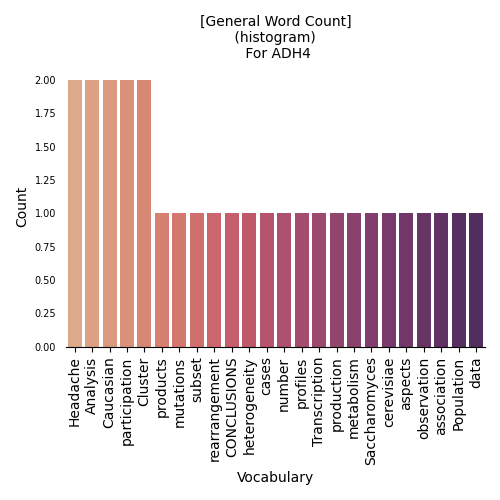 [General Word Count]
(histogram)
For ADH4
Count
2.00
1.75
1.50
1.25
1.00
0.75
0.50
0.25
0.00
Headache
Analysis
Caucasian
participation
Cluster
products
mutations
subset
rearrangement
CONCLUSIONS
heterogeneity
cases
number
profiles
Transcription
production
metabolism
Saccharomyces
cerevisiae
aspects
observation
association
Population
data
Vocabulary